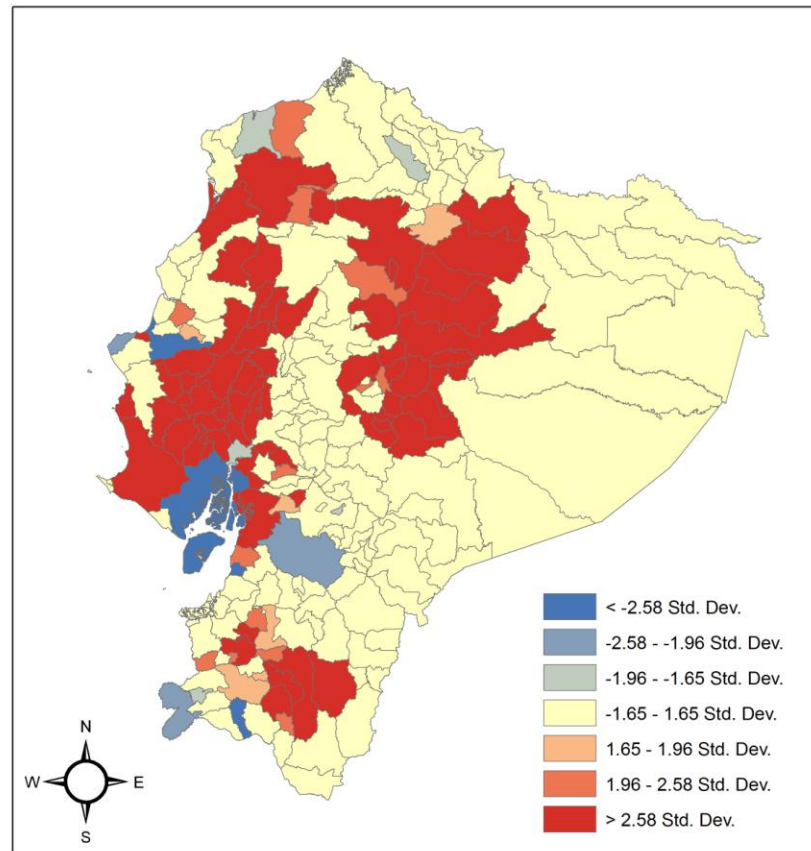 < -2.58 Std. Dev.
-2.58 - -1.96 Std. Dev.
-1.96 - -1.65 Std. Dev.
-1.65 - 1.65 Std. Dev.
1.65 - 1.96 Std. Dev.
1.96 - 2.58 Std. Dev.
> 2.58 Std. Dev.
N
W E
S